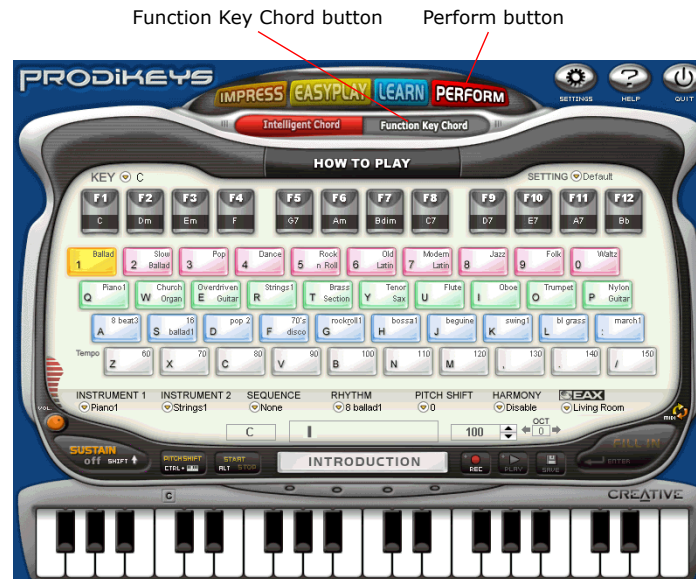 Function Key Chord button Perform button
PRODIKEYS
IMPRESS EASYPLAY LEARN PERFORM
SETTINGS HELP QUIT
Intelligent Chord Function Key Chord
HOW TO PLAY
KEY C SETTING Default
F1 F2 F3 F4 F5 F6 F7 F8 F9 F10 F11 F12
C Dm Em F G7 Am Bdim C7 D7 E7 A7 Bb
1 Ballad 2 Slow Ballad 3 Pop 4 Dance 5 Rock n Roll 6 Old Latin 7 Modern Latin 8 Jazz 9 Folk 0 Waltz
Q Piano1 W Church Organ E Overdriven Guitar R Strings1 T Brass Section Y Tenor Sax U Flute I Oboe O Trumpet P Nylon Guitar
A 8 beat3 S 16 ballad1 D pop 2 F 70's disco G rockroll1 H bossa1 J beguine K swing1 L bl grass : march1
Tempo Z 60 X 70 C 80 V 90 B 100 N 110 M 120 , 130 . 140 / 150
INSTRUMENT 1 INSTRUMENT 2 SEQUENCE RHYTHM PITCH SHIFT HARMONY EAX
VOL Piano1 Strings1 None 8 ballad1 0 Disable Living Room MIDI
C 100 OCT 0
SUSTAIN off SHIFT PITCH SHIFT CTRL+ START ALT STOP INTRODUCTION REC PLAY SAVE FILL IN ENTER
C CREATIVE